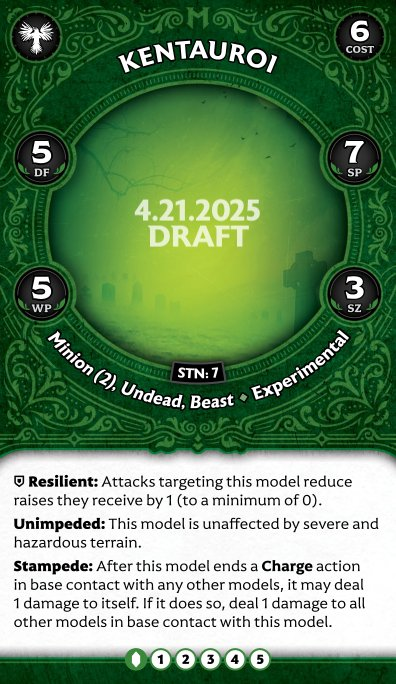 KENTAUROI
6
COST
5
DF
7
SP
4.21.2025
DRAFT
5
WP
3
SZ
STN: 7
Minion (2), Undead, Beast ⬥ Experimental
Resilient: Attacks targeting this model reduce
raises they receive by 1 (to a minimum of 0).
Unimpeded: This model is unaffected by severe and
hazardous terrain.
Stampede: After this model ends a Charge action
in base contact with any other models, it may deal
1 damage to itself. If it does so, deal 1 damage to all
other models in base contact with this model.
1 2 3 4 5